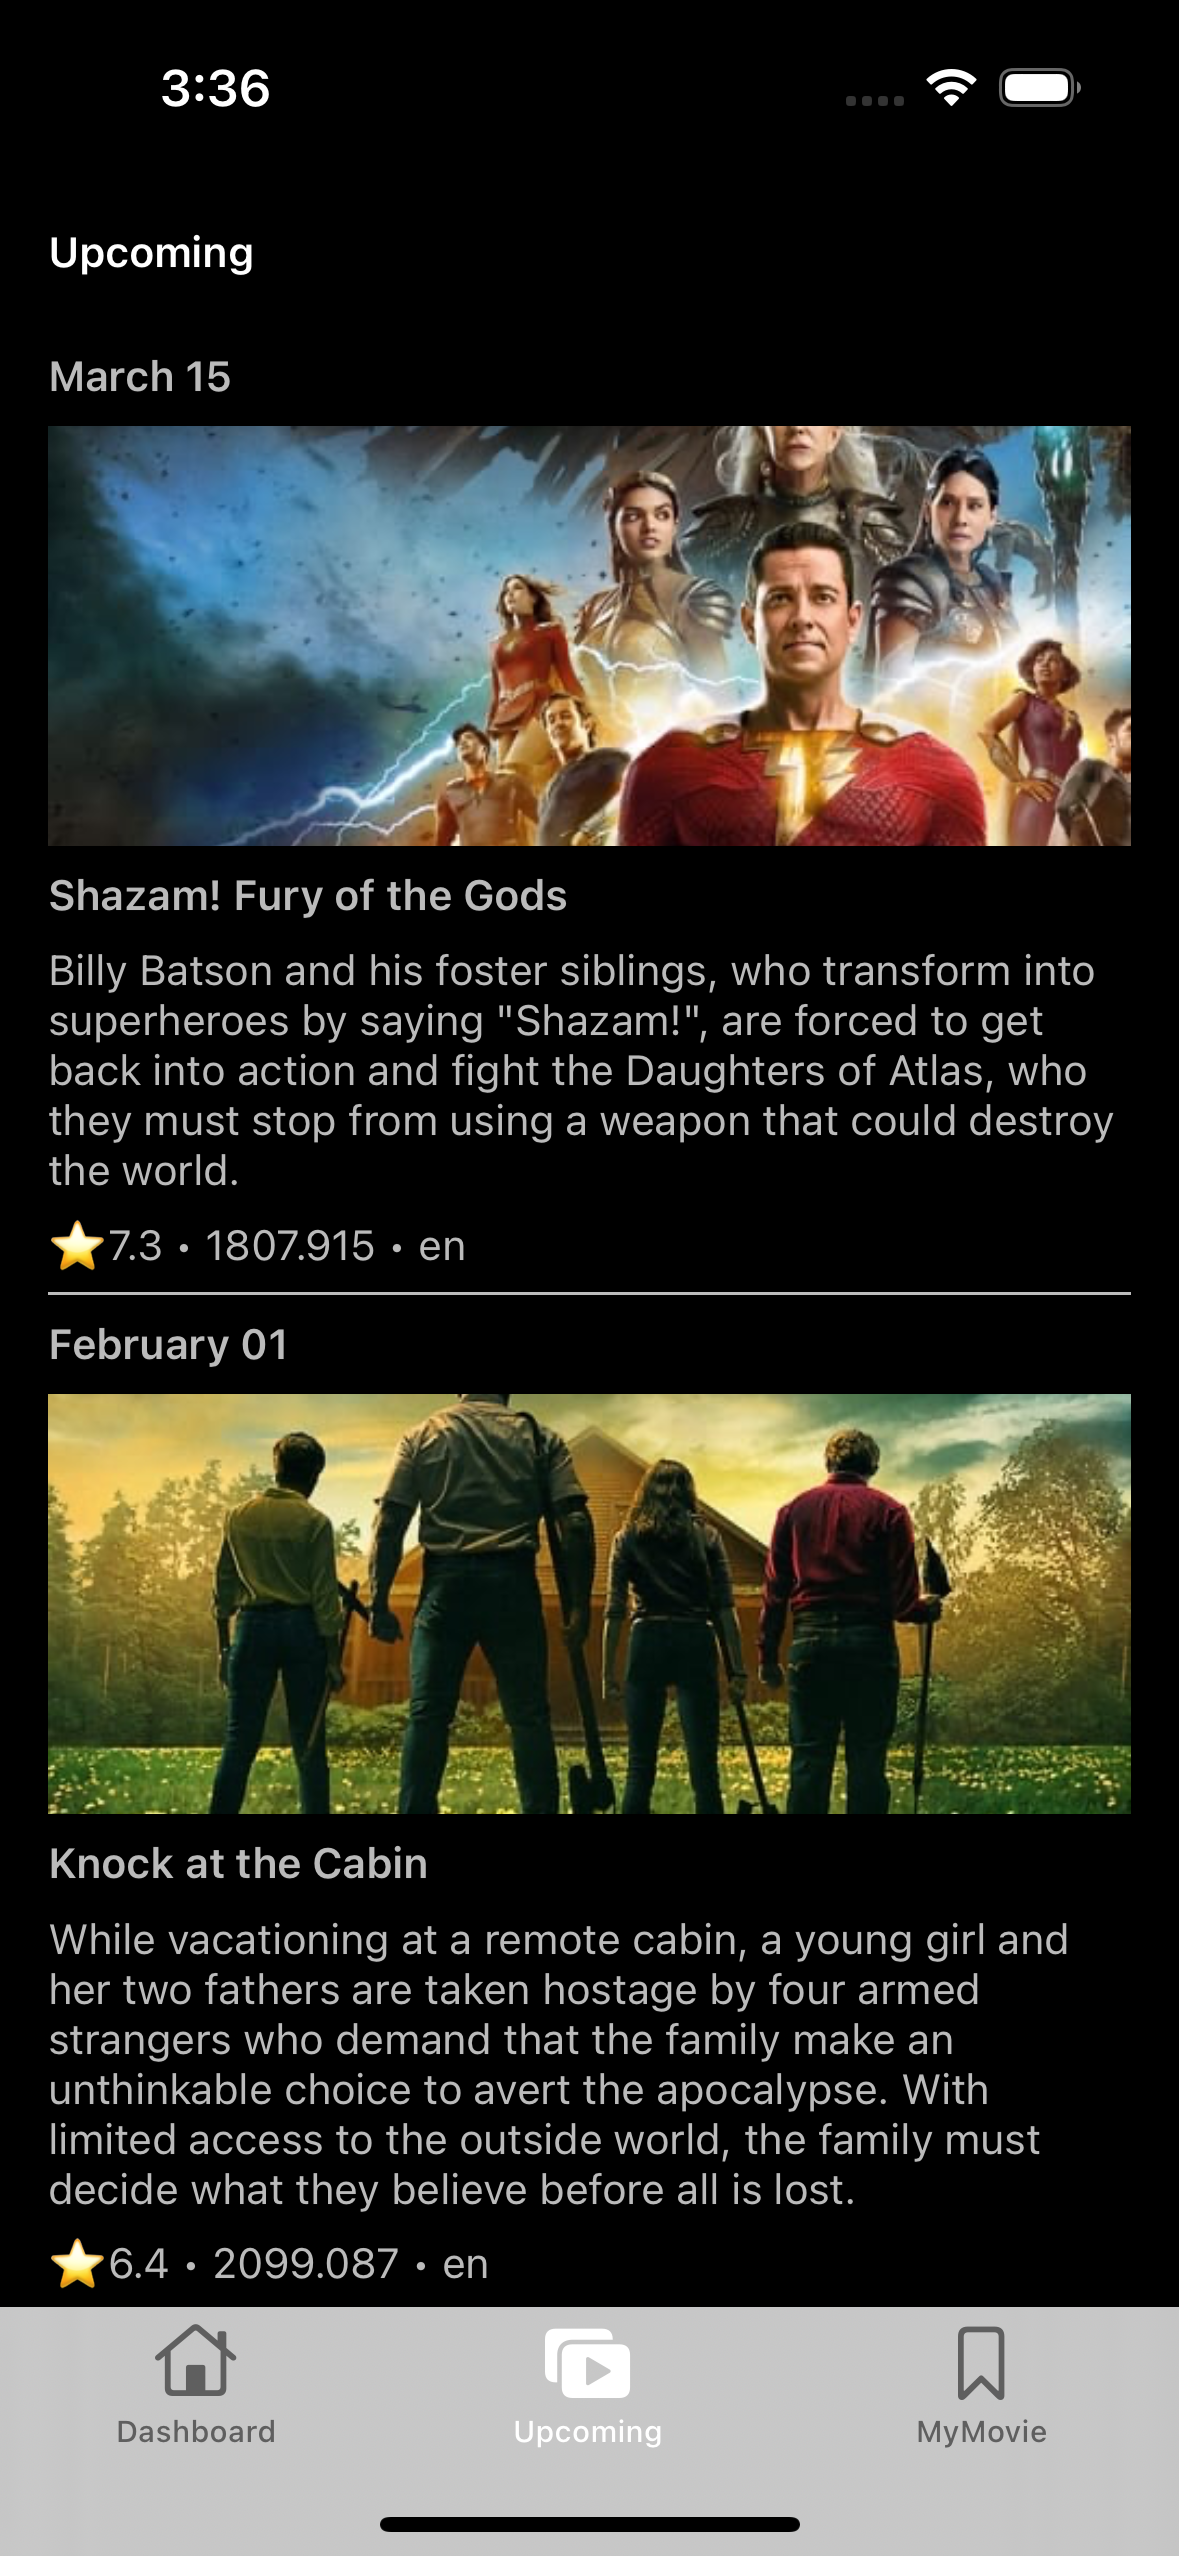 3:36
Upcoming
March 15
Shazam! Fury of the Gods
Billy Batson and his foster siblings, who transform into
superheroes by saying "Shazam!", are forced to get
back into action and fight the Daughters of Atlas, who
they must stop from using a weapon that could destroy
the world.
⭐7.3 • 1807.915 • en
February 01
Knock at the Cabin
While vacationing at a remote cabin, a young girl and
her two fathers are taken hostage by four armed
strangers who demand that the family make an
unthinkable choice to avert the apocalypse. With
limited access to the outside world, the family must
decide what they believe before all is lost.
⭐6.4 • 2099.087 • en
Dashboard
Upcoming
MyMovie